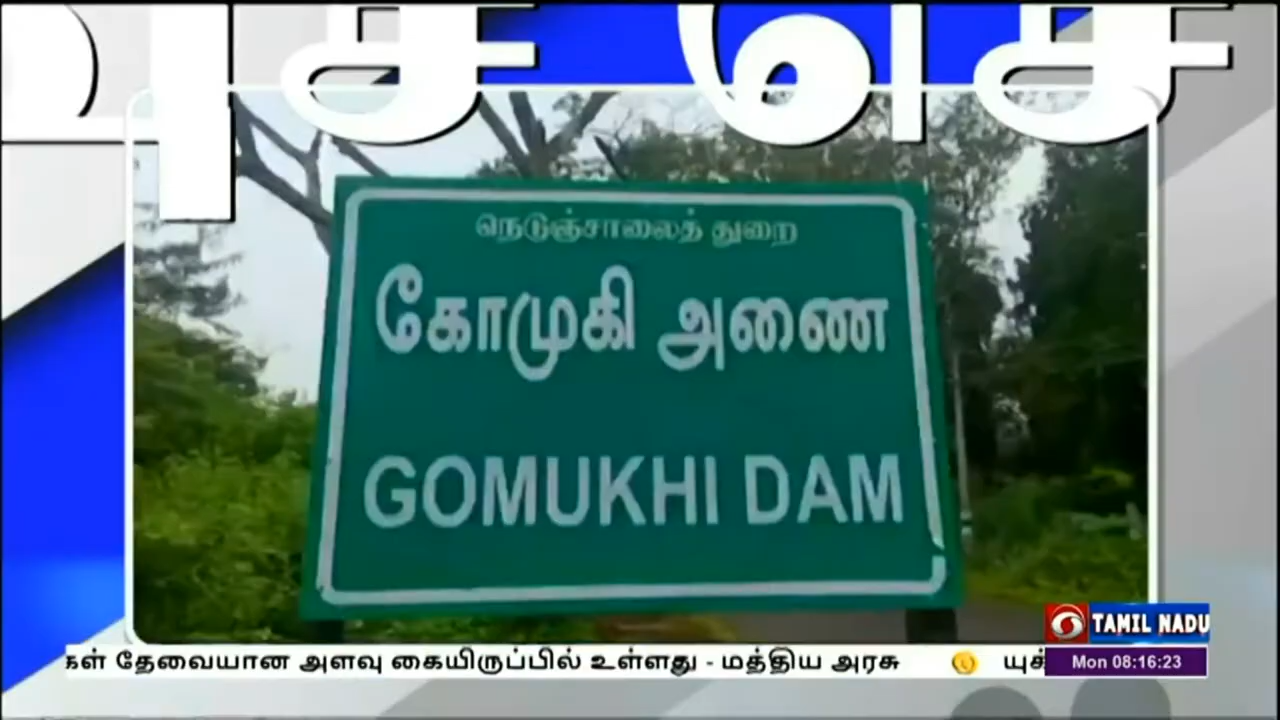 நெடுஞ்சாலைத் துறை
கோமுகி அணை
GOMUKHI DAM
TAMIL NADU
கள் தேவையான அளவு கையிருப்பில் உள்ளது - மத்திய அரசு
Mon 08:16:23